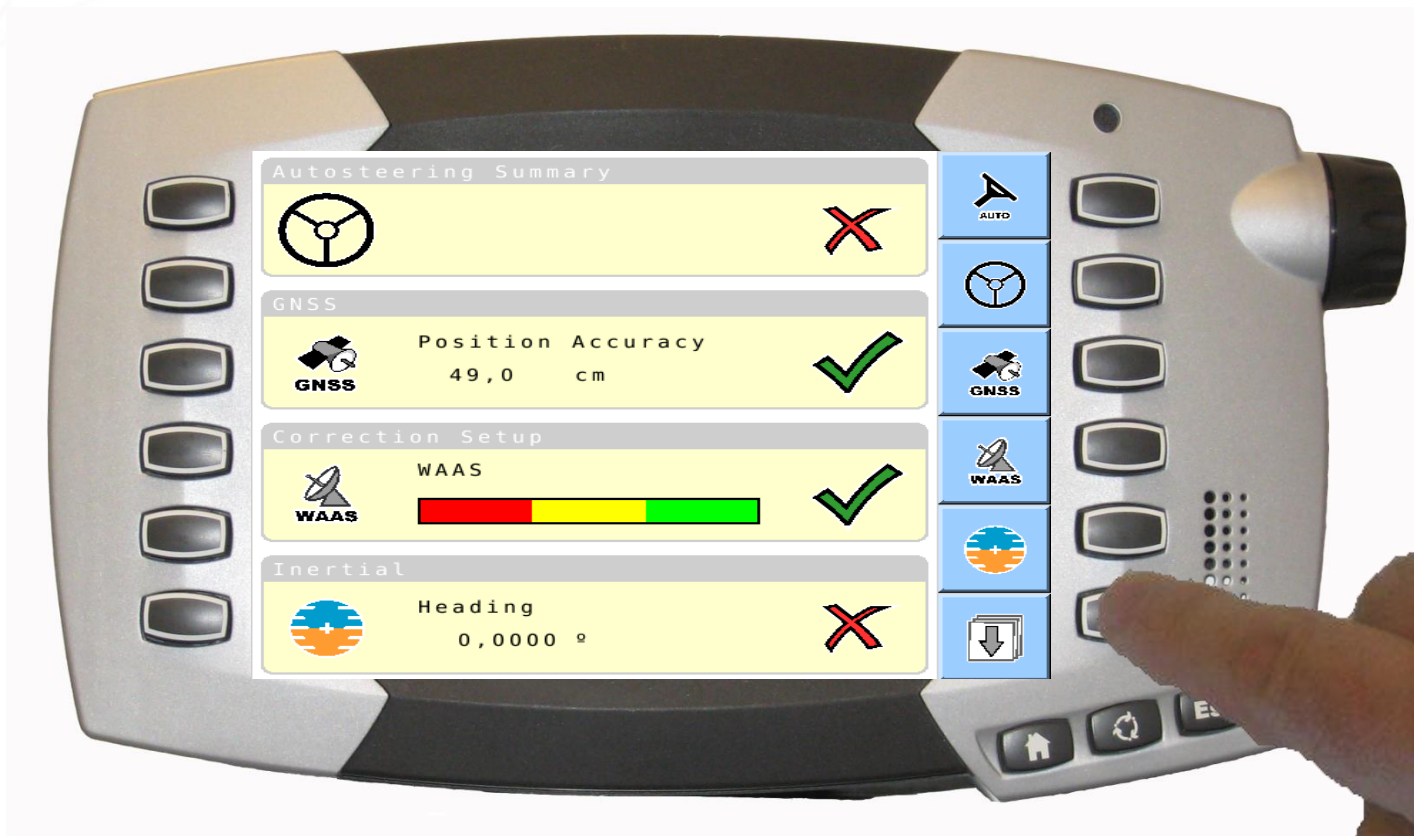 Autosteering Summary
AUTO
GNSS
Position Accuracy
49,0 cm
GNSS
GNSS
Correction Setup
WAAS
WAAS
WAAS
Inertial
Heading
0,0000 º